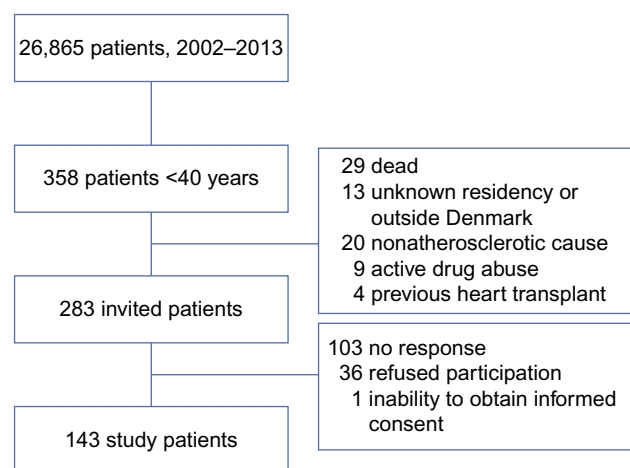 26,865 patients, 2002–2013
358 patients <40 years
29 dead
13 unknown residency or
outside Denmark
20 nonatherosclerotic cause
9 active drug abuse
4 previous heart transplant
283 invited patients
103 no response
36 refused participation
1 inability to obtain informed
consent
143 study patients